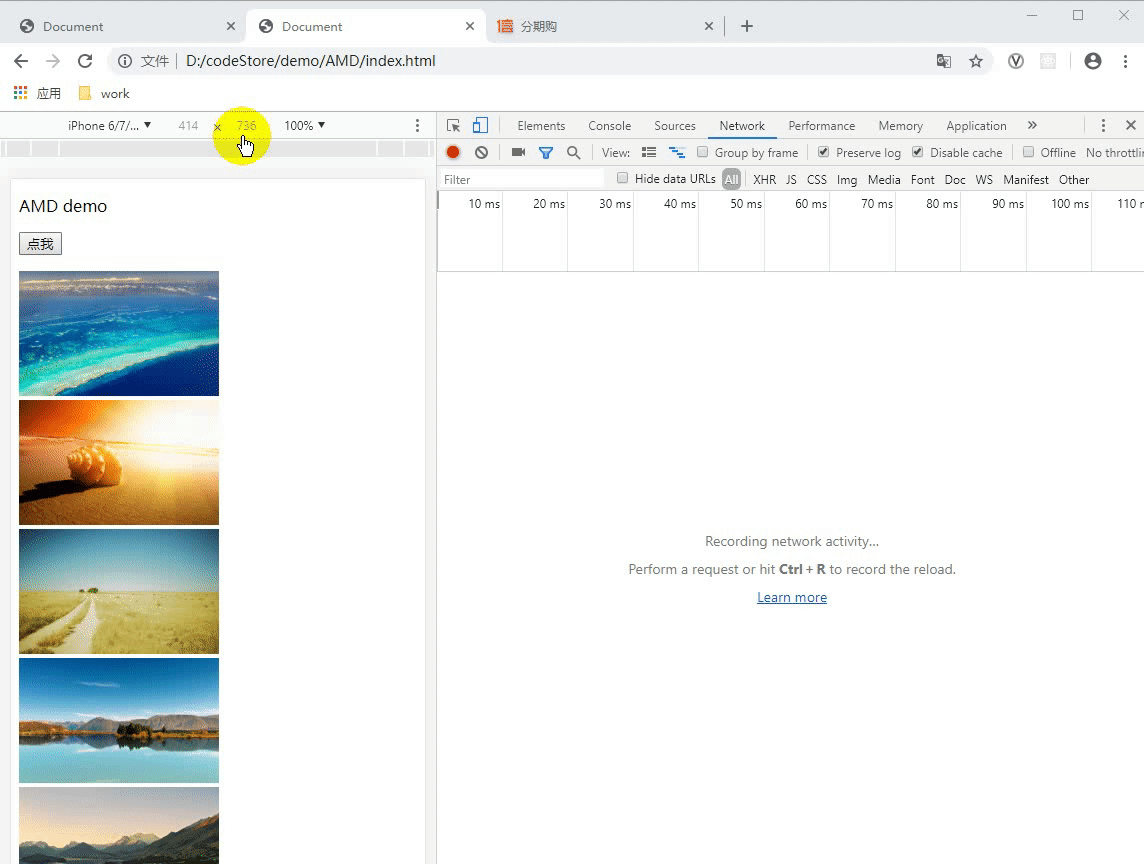 Document
Document
分期购
文件
D:/codeStore/demo/AMD/index.html
应用
work
iPhone 6/7/...
414
×
736
100%
Elements Console Sources Network Performance Memory Application
View:
Group by frame
Preserve log
Disable cache
Offline
No throttlin
Filter
Hide data URLs
All XHR JS CSS Img Media Font Doc WS Manifest Other
10 ms 20 ms 30 ms 40 ms 50 ms 60 ms 70 ms 80 ms 90 ms 100 ms 110 m
AMD demo
点我
Recording network activity...
Perform a request or hit Ctrl + R to record the reload.
Learn more